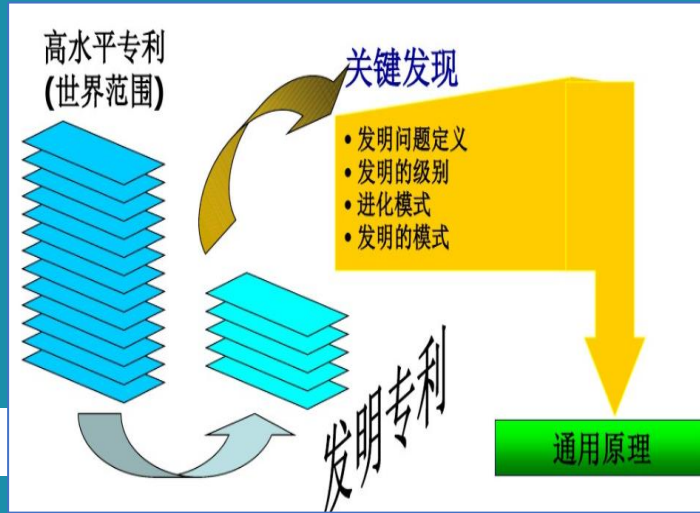 高水平专利
(世界范围)
关键发现
• 发明问题定义
• 发明的级别
• 进化模式
• 发明的模式
发明专利
通用原理